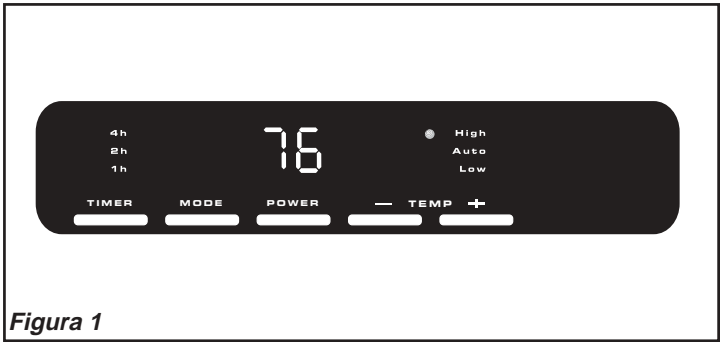 4h
2h
1h
76
High
Auto
Low
TIMER MODE POWER — TEMP +
Figura 1